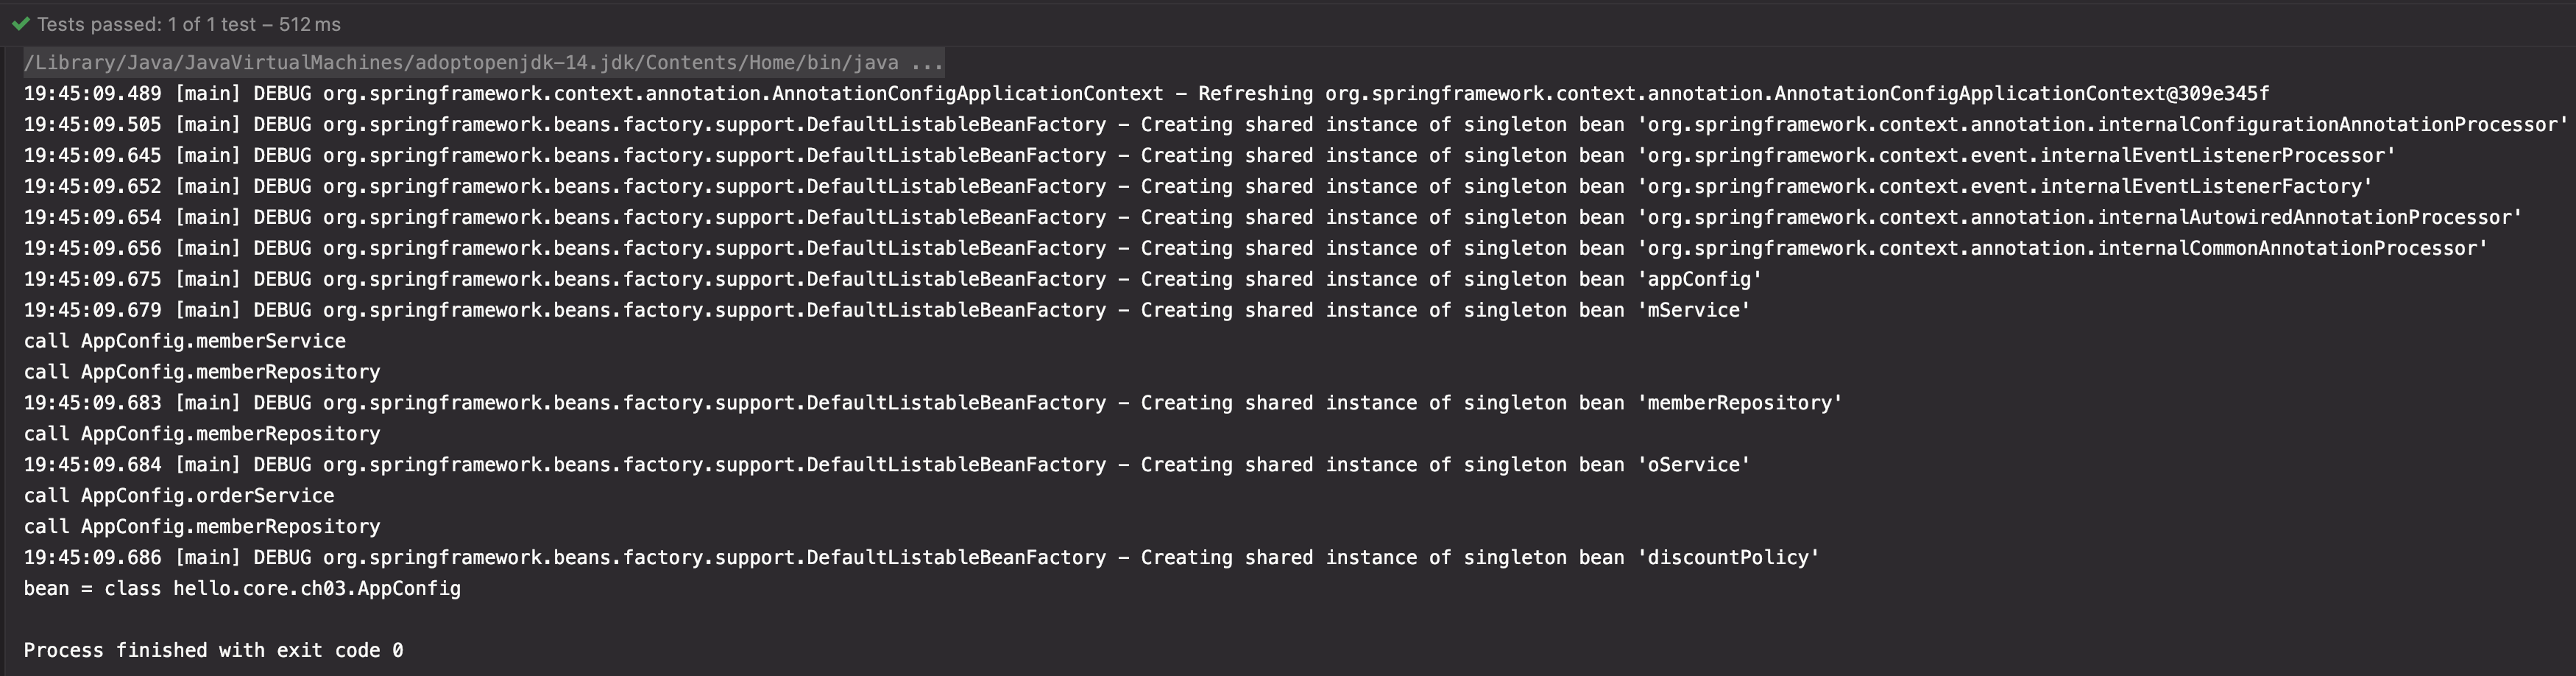 Tests passed: 1 of 1 test – 512 ms
/Library/Java/JavaVirtualMachines/adoptopenjdk-14.jdk/Contents/Home/bin/java ...
19:45:09.489 [main] DEBUG org.springframework.context.annotation.AnnotationConfigApplicationContext - Refreshing org.springframework.context.annotation.AnnotationConfigApplicationContext@309e345f
19:45:09.505 [main] DEBUG org.springframework.beans.factory.support.DefaultListableBeanFactory - Creating shared instance of singleton bean 'org.springframework.context.annotation.internalConfigurationAnnotationProcessor'
19:45:09.645 [main] DEBUG org.springframework.beans.factory.support.DefaultListableBeanFactory - Creating shared instance of singleton bean 'org.springframework.context.event.internalEventListenerProcessor'
19:45:09.652 [main] DEBUG org.springframework.beans.factory.support.DefaultListableBeanFactory - Creating shared instance of singleton bean 'org.springframework.context.event.internalEventListenerFactory'
19:45:09.654 [main] DEBUG org.springframework.beans.factory.support.DefaultListableBeanFactory - Creating shared instance of singleton bean 'org.springframework.context.annotation.internalAutowiredAnnotationProcessor'
19:45:09.656 [main] DEBUG org.springframework.beans.factory.support.DefaultListableBeanFactory - Creating shared instance of singleton bean 'org.springframework.context.annotation.internalCommonAnnotationProcessor'
19:45:09.675 [main] DEBUG org.springframework.beans.factory.support.DefaultListableBeanFactory - Creating shared instance of singleton bean 'appConfig'
19:45:09.679 [main] DEBUG org.springframework.beans.factory.support.DefaultListableBeanFactory - Creating shared instance of singleton bean 'mService'
call AppConfig.memberService
call AppConfig.memberRepository
19:45:09.683 [main] DEBUG org.springframework.beans.factory.support.DefaultListableBeanFactory - Creating shared instance of singleton bean 'memberRepository'
call AppConfig.memberRepository
19:45:09.684 [main] DEBUG org.springframework.beans.factory.support.DefaultListableBeanFactory - Creating shared instance of singleton bean 'oService'
call AppConfig.orderService
call AppConfig.memberRepository
19:45:09.686 [main] DEBUG org.springframework.beans.factory.support.DefaultListableBeanFactory - Creating shared instance of singleton bean 'discountPolicy'
bean = class hello.core.ch03.AppConfig
Process finished with exit code 0